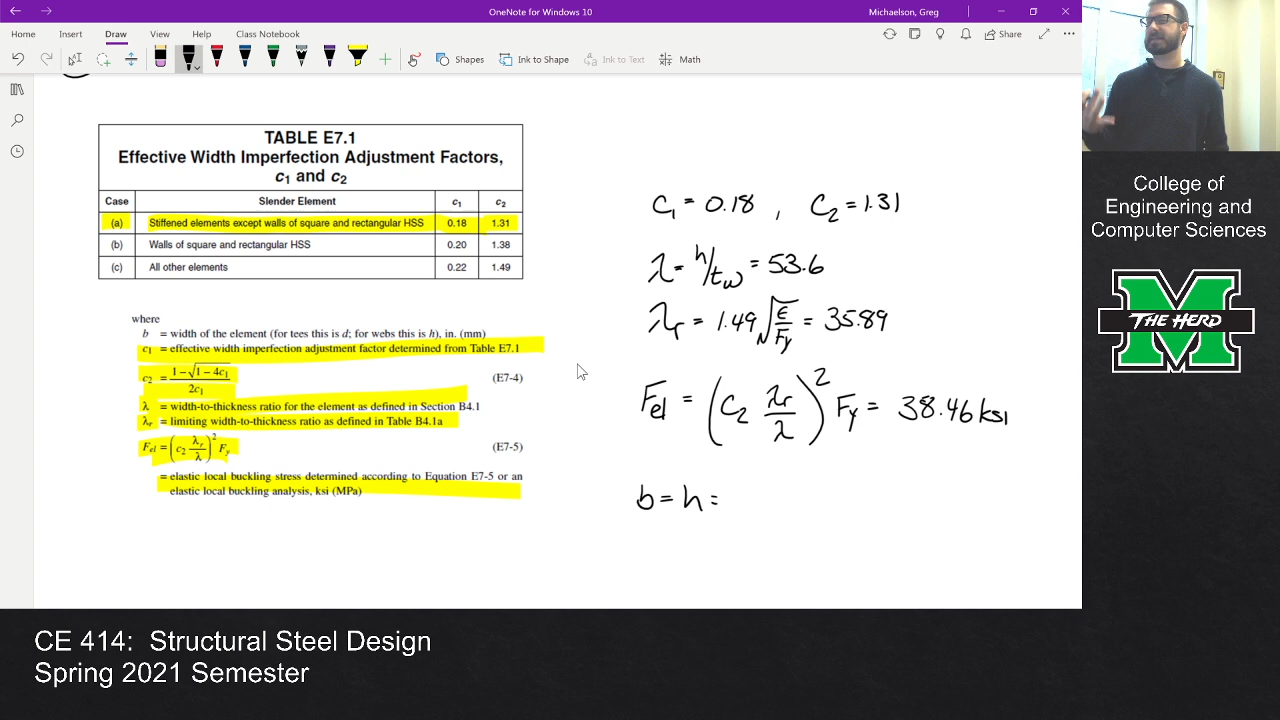 OneNote for Windows 10
Michaelson, Greg
Home Insert Draw View Help Class Notebook
Share
Shapes Ink to Shape Ink to Text Math
TABLE E7.1
Effective Width Imperfection Adjustment Factors,
c1 and c2
Case Slender Element c1 c2
(a) Stiffened elements except walls of square and rectangular HSS 0.18 1.31
(b) Walls of square and rectangular HSS 0.20 1.38
(c) All other elements 0.22 1.49
where
b = width of the element (for tees this is d; for webs this is h), in. (mm)
c1 = effective width imperfection adjustment factor determined from Table E7.1
c2 = (1 − √(1 − 4c1)) / 2c1 (E7-4)
λ = width-to-thickness ratio for the element as defined in Section B4.1
λr = limiting width-to-thickness ratio as defined in Table B4.1a
Fel = (c2 λr/λ)² Fy (E7-5)
= elastic local buckling stress determined according to Equation E7-5 or an
elastic local buckling analysis, ksi (MPa)
C1 = 0.18 , C2 = 1.31
λ = h/tw = 53.6
λr = 1.49 √(E/Fy) = 35.89
Fel = (C2 λr/λ)² Fy = 38.46 ksi
b = h =
College of
Engineering and
Computer Sciences
THE HERD
CE 414: Structural Steel Design
Spring 2021 Semester